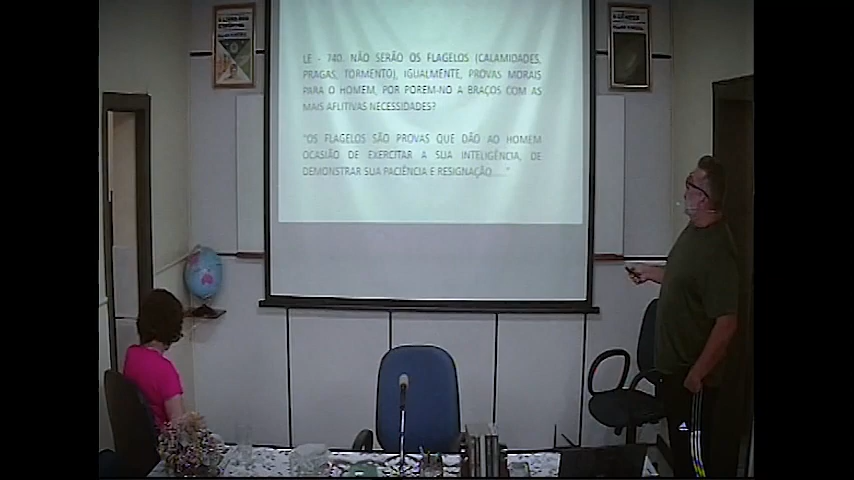 LE - 740. NÃO SERÃO OS FLAGELOS (CALAMIDADES,
PRAGAS, TORMENTO), IGUALMENTE, PROVAS MORAIS
PARA O HOMEM, POR POREM-NO A BRAÇOS COM AS
MAIS AFLITIVAS NECESSIDADES?
"OS FLAGELOS SÃO PROVAS QUE DÃO AO HOMEM
OCASIÃO DE EXERCITAR A SUA INTELIGÊNCIA, DE
DEMONSTRAR SUA PACIÊNCIA E RESIGNAÇÃO....."